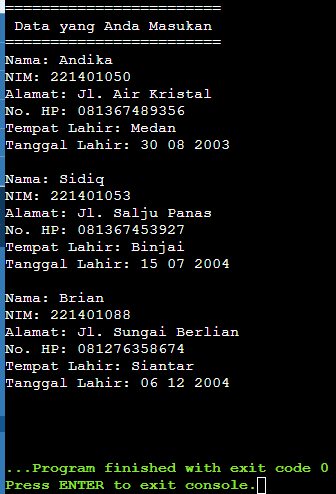 ========================
Data yang Anda Masukan
========================
Nama: Andika
NIM: 221401050
Alamat: Jl. Air Kristal
No. HP: 081367489356
Tempat Lahir: Medan
Tanggal Lahir: 30 08 2003

Nama: Sidiq
NIM: 221401053
Alamat: Jl. Salju Panas
No. HP: 081367453927
Tempat Lahir: Binjai
Tanggal Lahir: 15 07 2004

Nama: Brian
NIM: 221401088
Alamat: Jl. Sungai Berlian
No. HP: 081276358674
Tempat Lahir: Siantar
Tanggal Lahir: 06 12 2004

...Program finished with exit code 0
Press ENTER to exit console.